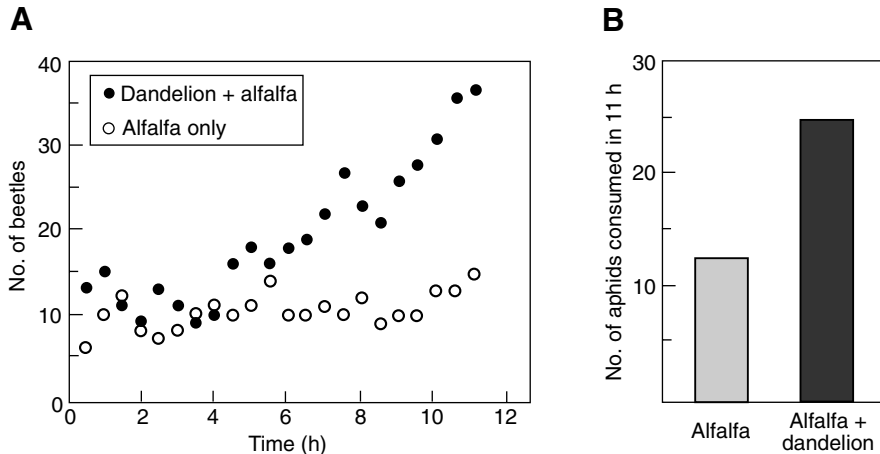 A
40
30
20
10
0
No. of beetles
Dandelion + alfalfa
Alfalfa only
0 2 4 6 8 10 12
Time (h)
B
30
20
10
No. of aphids consumed in 11 h
Alfalfa
Alfalfa +
dandelion